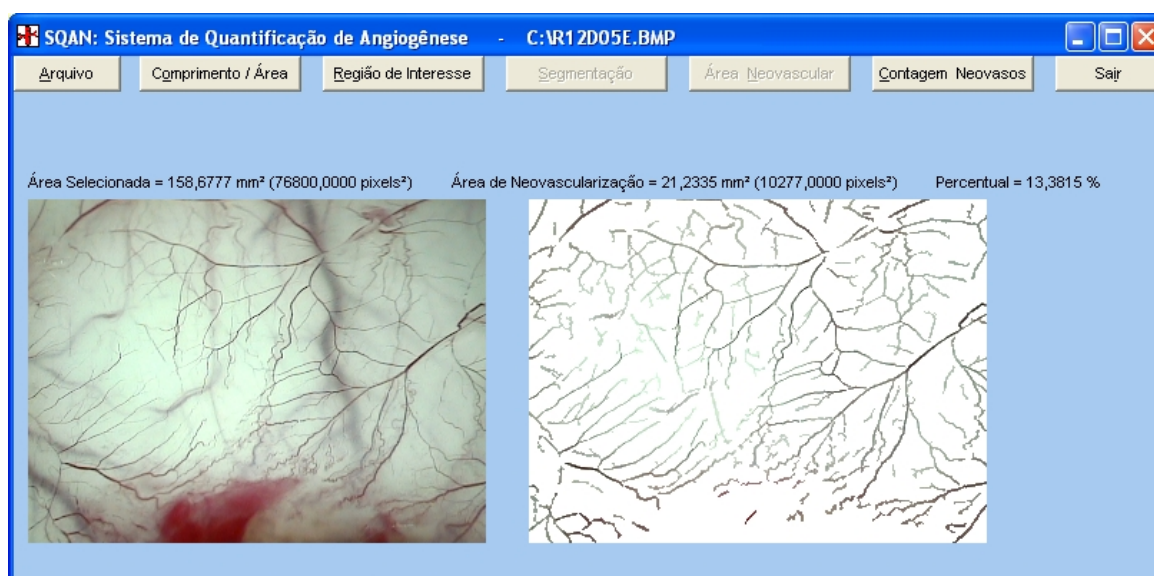 SQAN: Sistema de Quantificação de Angiogênese - C:\R12D05E.BMP
Arquivo Comprimento / Área Região de Interesse Segmentação Área Neovascular Contagem Neovasos Sair
Área Selecionada = 158,6777 mm² (76800,0000 pixels²) Área de Neovascularização = 21,2335 mm² (10277,0000 pixels²) Percentual = 13,3815 %